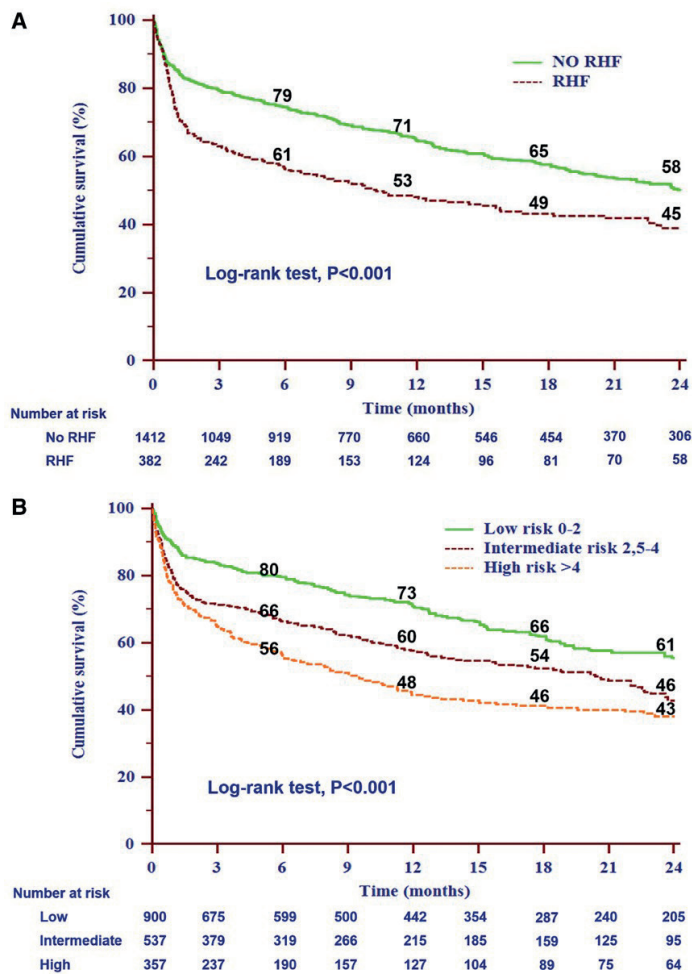 A
100
80
60
40
20
0
Cumulative survival (%)
NO RHF
RHF
79
71
65
58
61
53
49
45
Log-rank test, P<0.001
0 3 6 9 12 15 18 21 24
Time (months)
Number at risk
No RHF 1412 1049 919 770 660 546 454 370 306
RHF 382 242 189 153 124 96 81 70 58
B
100
80
60
40
20
0
Cumulative survival (%)
Low risk 0-2
Intermediate risk 2,5-4
High risk >4
80
73
66
61
66
60
54
46
56
48
46
43
Log-rank test, P<0.001
0 3 6 9 12 15 18 21 24
Time (months)
Number at risk
Low 900 675 599 500 442 354 287 240 205
Intermediate 537 379 319 266 215 185 159 125 95
High 357 237 190 157 127 104 89 75 64